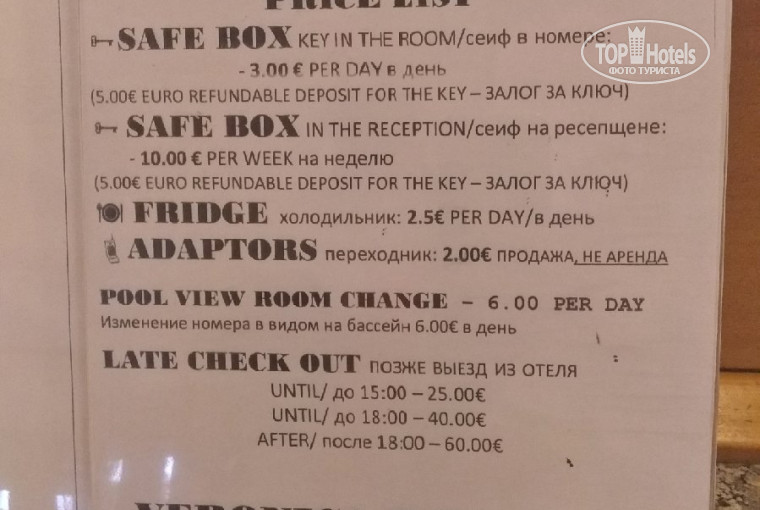 PRICE LIST
SAFE BOX KEY IN THE ROOM/сеиф в номере:
- 3.00 € PER DAY в день
(5.00€ EURO REFUNDABLE DEPOSIT FOR THE KEY – ЗАЛОГ ЗА КЛЮЧ)
SAFE BOX IN THE RECEPTION/сеиф на ресепщене:
- 10.00 € PER WEEK на неделю
(5.00€ EURO REFUNDABLE DEPOSIT FOR THE KEY – ЗАЛОГ ЗА КЛЮЧ)
FRIDGE холодильник: 2.5€ PER DAY/в день
ADAPTORS переходник: 2.00€ ПРОДАЖА, НЕ АРЕНДА
POOL VIEW ROOM CHANGE – 6.00 PER DAY
Изменение номера в видом на бассейн 6.00€ в день
LATE CHECK OUT ПОЗЖЕ ВЫЕЗД ИЗ ОТЕЛЯ
UNTIL/ до 15:00 – 25.00€
UNTIL/ до 18:00 – 40.00€
AFTER/ после 18:00 – 60.00€
TOP Hotels
ФОТО ТУРИСТА